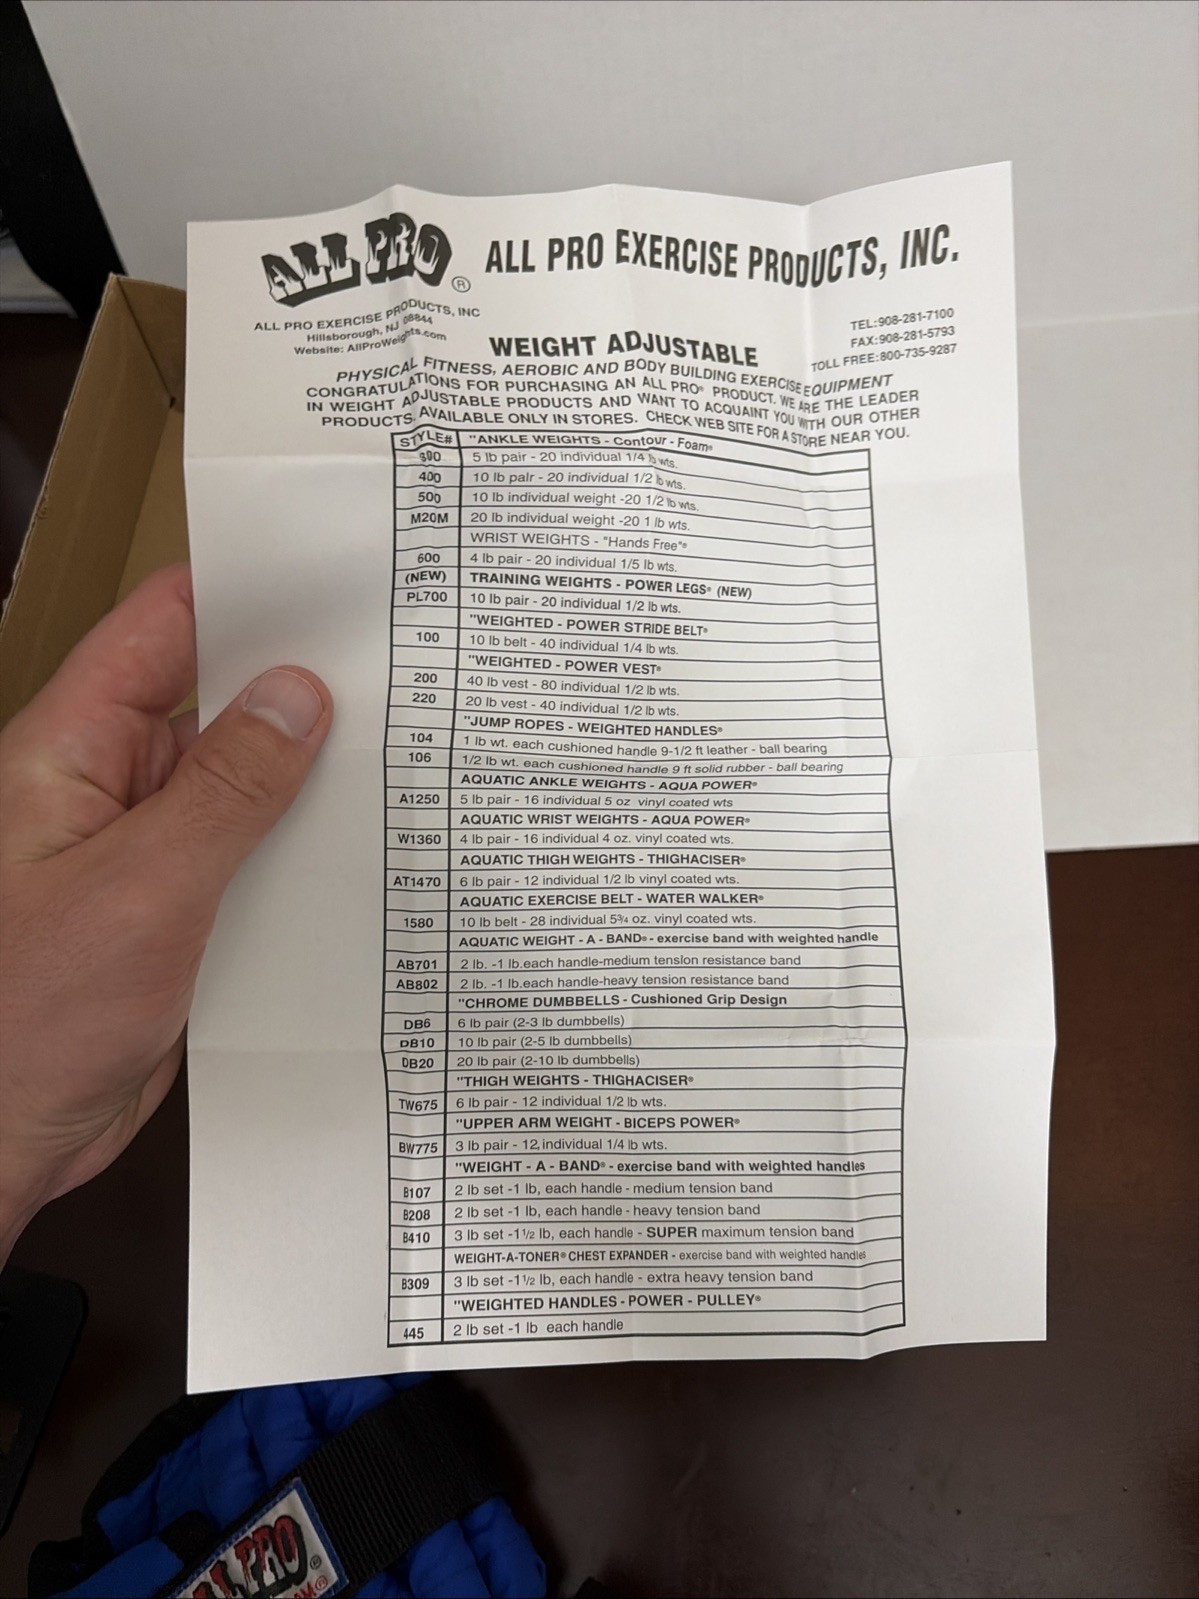 ALL PRO ®
ALL PRO EXERCISE PRODUCTS, INC.
ALL PRO EXERCISE PRODUCTS, INC
Hillsborough, NJ 08844
Website: AllProWeights.com
TEL:908-281-7100
FAX:908-281-5793
TOLL FREE:800-735-9287
WEIGHT ADJUSTABLE
PHYSICAL FITNESS, AEROBIC AND BODY BUILDING EXERCISE EQUIPMENT
CONGRATULATIONS FOR PURCHASING AN ALL PRO® PRODUCT. WE ARE THE LEADER
IN WEIGHT ADJUSTABLE PRODUCTS AND WANT TO ACQUAINT YOU WITH OUR OTHER
PRODUCTS AVAILABLE ONLY IN STORES. CHECK WEB SITE FOR A STORE NEAR YOU.
STYLE# "ANKLE WEIGHTS - Contour - Foam®
300 5 lb pair - 20 individual 1/4 lb wts.
400 10 lb pair - 20 individual 1/2 lb wts.
500 10 lb individual weight -20 1/2 lb wts.
M20M 20 lb individual weight -20 1 lb wts.
WRIST WEIGHTS - "Hands Free"®
600 4 lb pair - 20 individual 1/5 lb wts.
(NEW) TRAINING WEIGHTS - POWER LEGS® (NEW)
PL700 10 lb pair - 20 individual 1/2 lb wts.
"WEIGHTED - POWER STRIDE BELT®
100 10 lb belt - 40 individual 1/4 lb wts.
"WEIGHTED - POWER VEST®
200 40 lb vest - 80 individual 1/2 lb wts.
220 20 lb vest - 40 individual 1/2 lb wts.
"JUMP ROPES - WEIGHTED HANDLES®
104 1 lb wt. each cushioned handle 9-1/2 ft leather - ball bearing
106 1/2 lb wt. each cushioned handle 9 ft solid rubber - ball bearing
AQUATIC ANKLE WEIGHTS - AQUA POWER®
A1250 5 lb pair - 16 individual 5 oz vinyl coated wts
AQUATIC WRIST WEIGHTS - AQUA POWER®
W1360 4 lb pair - 16 individual 4 oz. vinyl coated wts.
AQUATIC THIGH WEIGHTS - THIGHACISER®
AT1470 6 lb pair - 12 individual 1/2 lb vinyl coated wts.
AQUATIC EXERCISE BELT - WATER WALKER®
1580 10 lb belt - 28 individual 5¾ oz. vinyl coated wts.
AQUATIC WEIGHT - A - BAND® - exercise band with weighted handle
AB701 2 lb. -1 lb.each handle-medium tension resistance band
AB802 2 lb. -1 lb.each handle-heavy tension resistance band
"CHROME DUMBBELLS - Cushioned Grip Design
DB6 6 lb pair (2-3 lb dumbbells)
DB10 10 lb pair (2-5 lb dumbbells)
DB20 20 lb pair (2-10 lb dumbbells)
"THIGH WEIGHTS - THIGHACISER®
TW675 6 lb pair - 12 individual 1/2 lb wts.
"UPPER ARM WEIGHT - BICEPS POWER®
BW775 3 lb pair - 12 individual 1/4 lb wts.
"WEIGHT - A - BAND® - exercise band with weighted handles
B107 2 lb set -1 lb, each handle - medium tension band
B208 2 lb set -1 lb, each handle - heavy tension band
B410 3 lb set -1½ lb, each handle - SUPER maximum tension band
WEIGHT-A-TONER® CHEST EXPANDER - exercise band with weighted handles
B309 3 lb set -1½ lb, each handle - extra heavy tension band
"WEIGHTED HANDLES - POWER - PULLEY®
445 2 lb set -1 lb each handle
ALL PRO ®